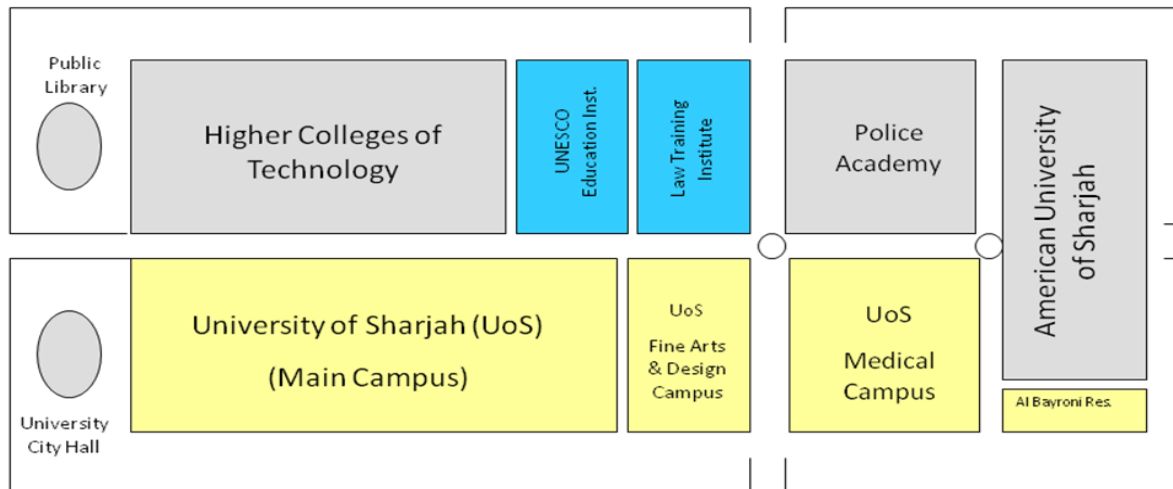 Public
Library
Higher Colleges of
Technology
UNESCO
Education Inst.
Law Training
Institute
Police
Academy
American University
of Sharjah
University of Sharjah (UoS)
(Main Campus)
UoS
Fine Arts
& Design
Campus
UoS
Medical
Campus
Al Bayroni Res.
University
City Hall